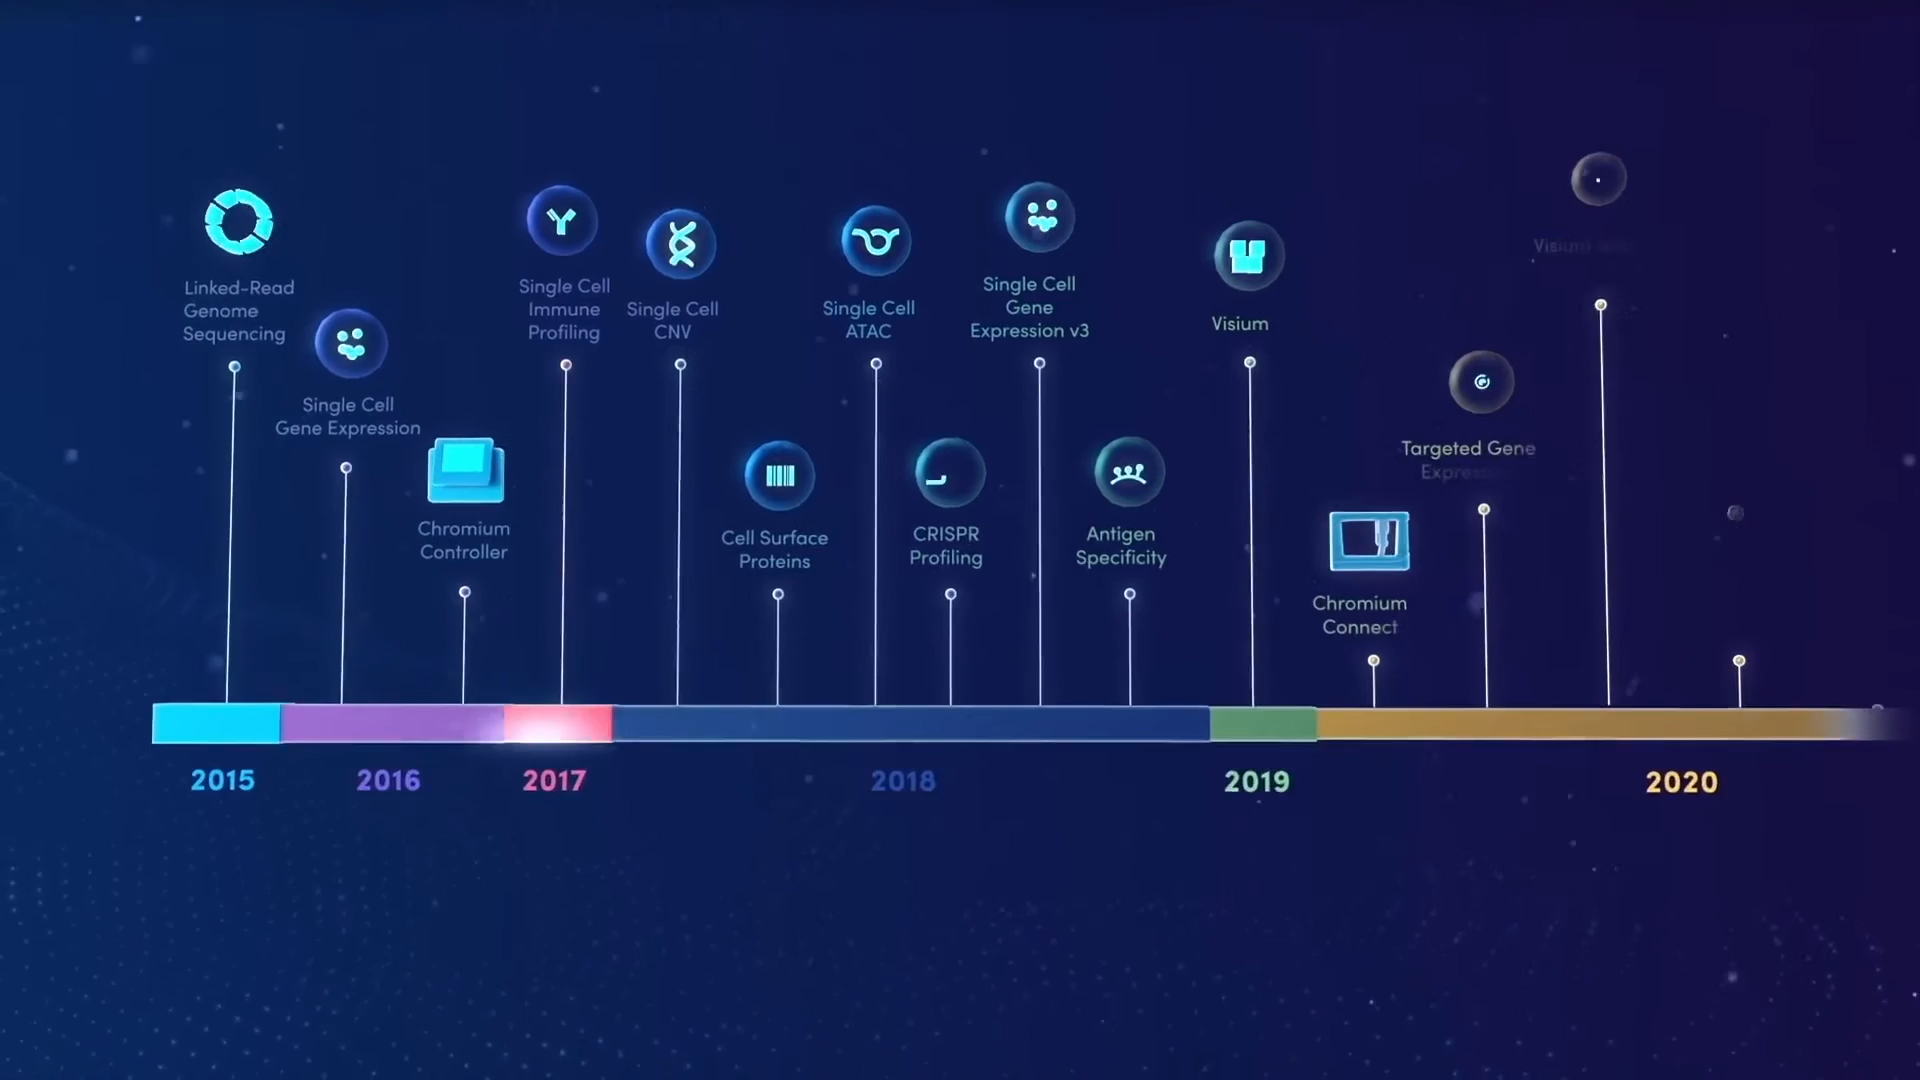 Linked-Read
Genome
Sequencing
Single Cell
Gene Expression
Chromium
Controller
Single Cell
Immune
Profiling
Single Cell
CNV
Cell Surface
Proteins
Single Cell
ATAC
CRISPR
Profiling
Single Cell
Gene
Expression v3
Antigen
Specificity
Visium
Chromium
Connect
Targeted Gene
Visium
2015
2016
2017
2018
2019
2020